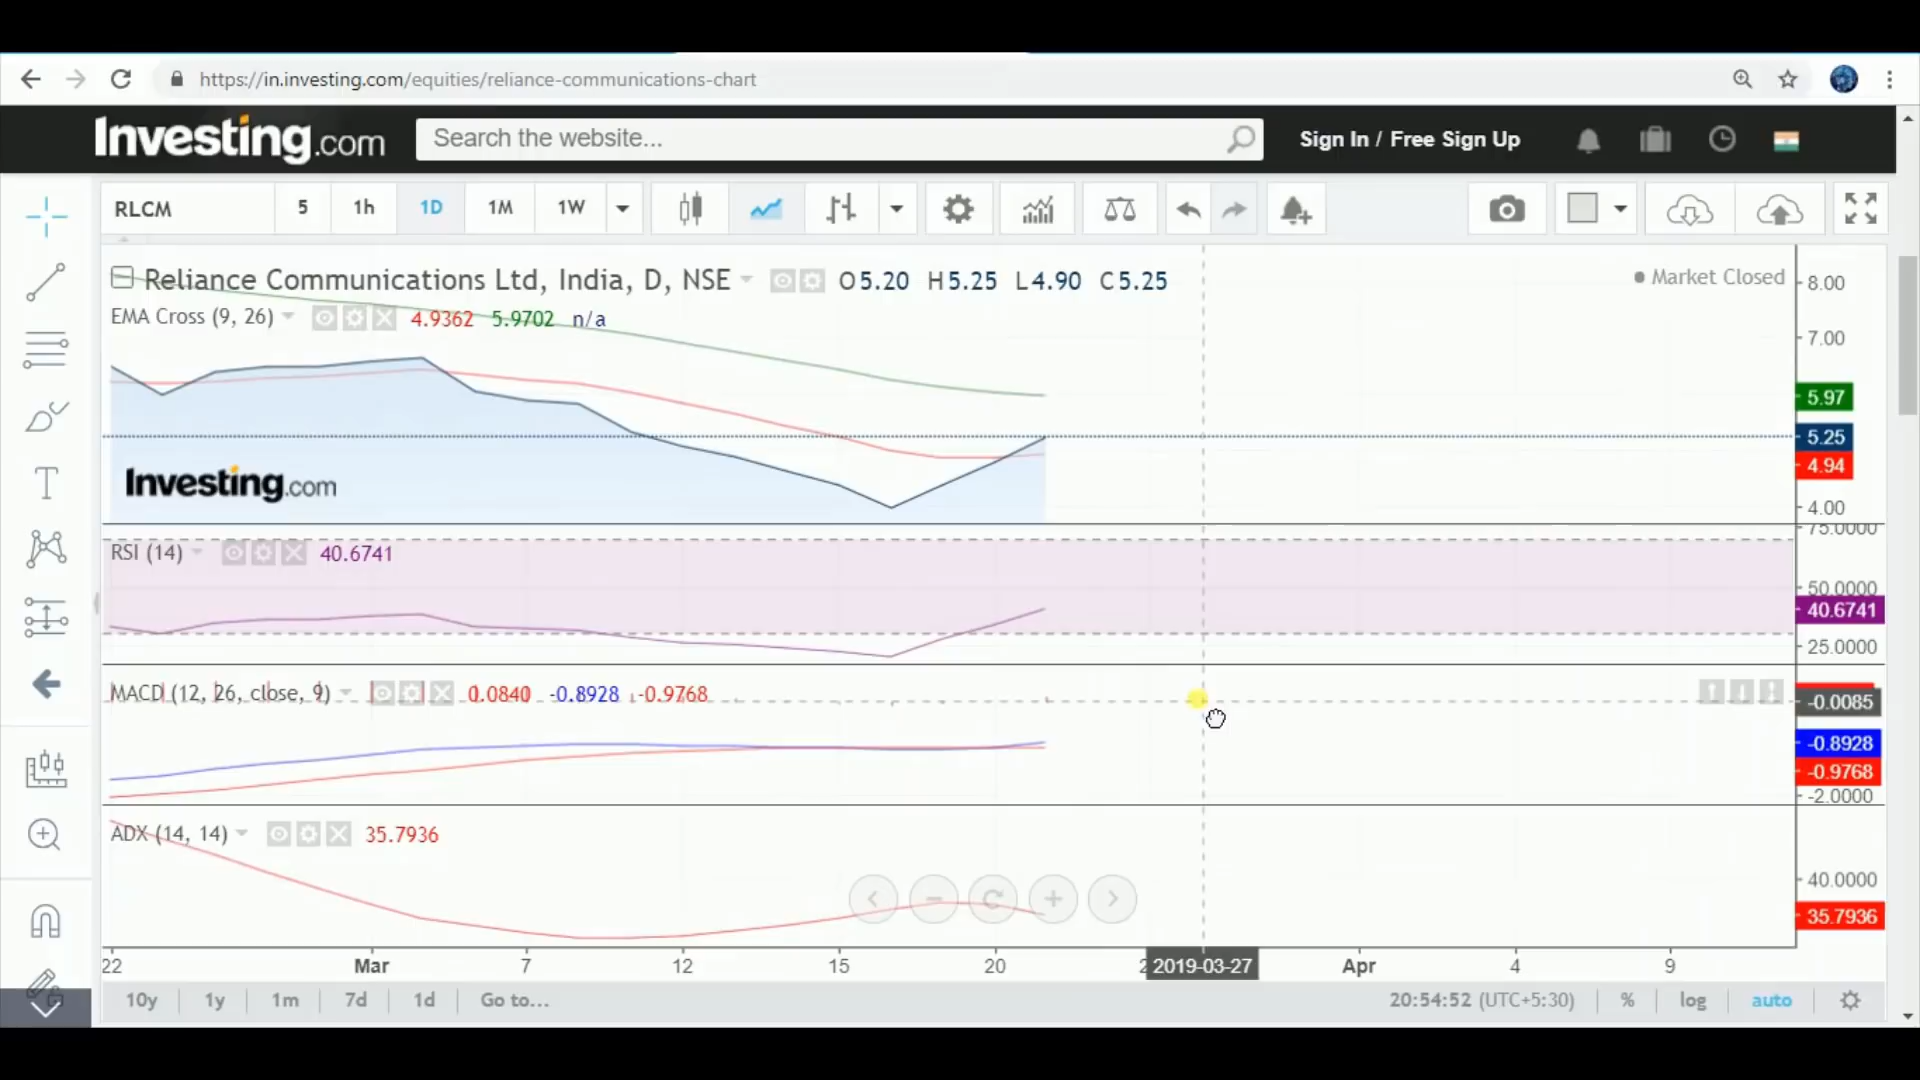 https://in.investing.com/equities/reliance-communications-chart
Investing.com
Search the website...
Sign In / Free Sign Up
RLCM 5 1h 1D 1M 1W
Reliance Communications Ltd, India, D, NSE O5.20 H5.25 L4.90 C5.25
Market Closed
8.00
EMA Cross (9, 26) 4.9362 5.9702 n/a
7.00
5.97
5.25
4.94
4.00
Investing.com
75.0000
RSI (14) 40.6741
50.0000
40.6741
25.0000
MACD (12, 26, close, 9) 0.0840 -0.8928 -0.9768
-0.0085
-0.8928
-0.9768
-2.0000
ADX (14, 14) 35.7936
40.0000
35.7936
22 Mar 7 12 15 20 2019-03-27 Apr 4 9
10y 1y 1m 7d 1d Go to... 20:54:52 (UTC+5:30) % log auto